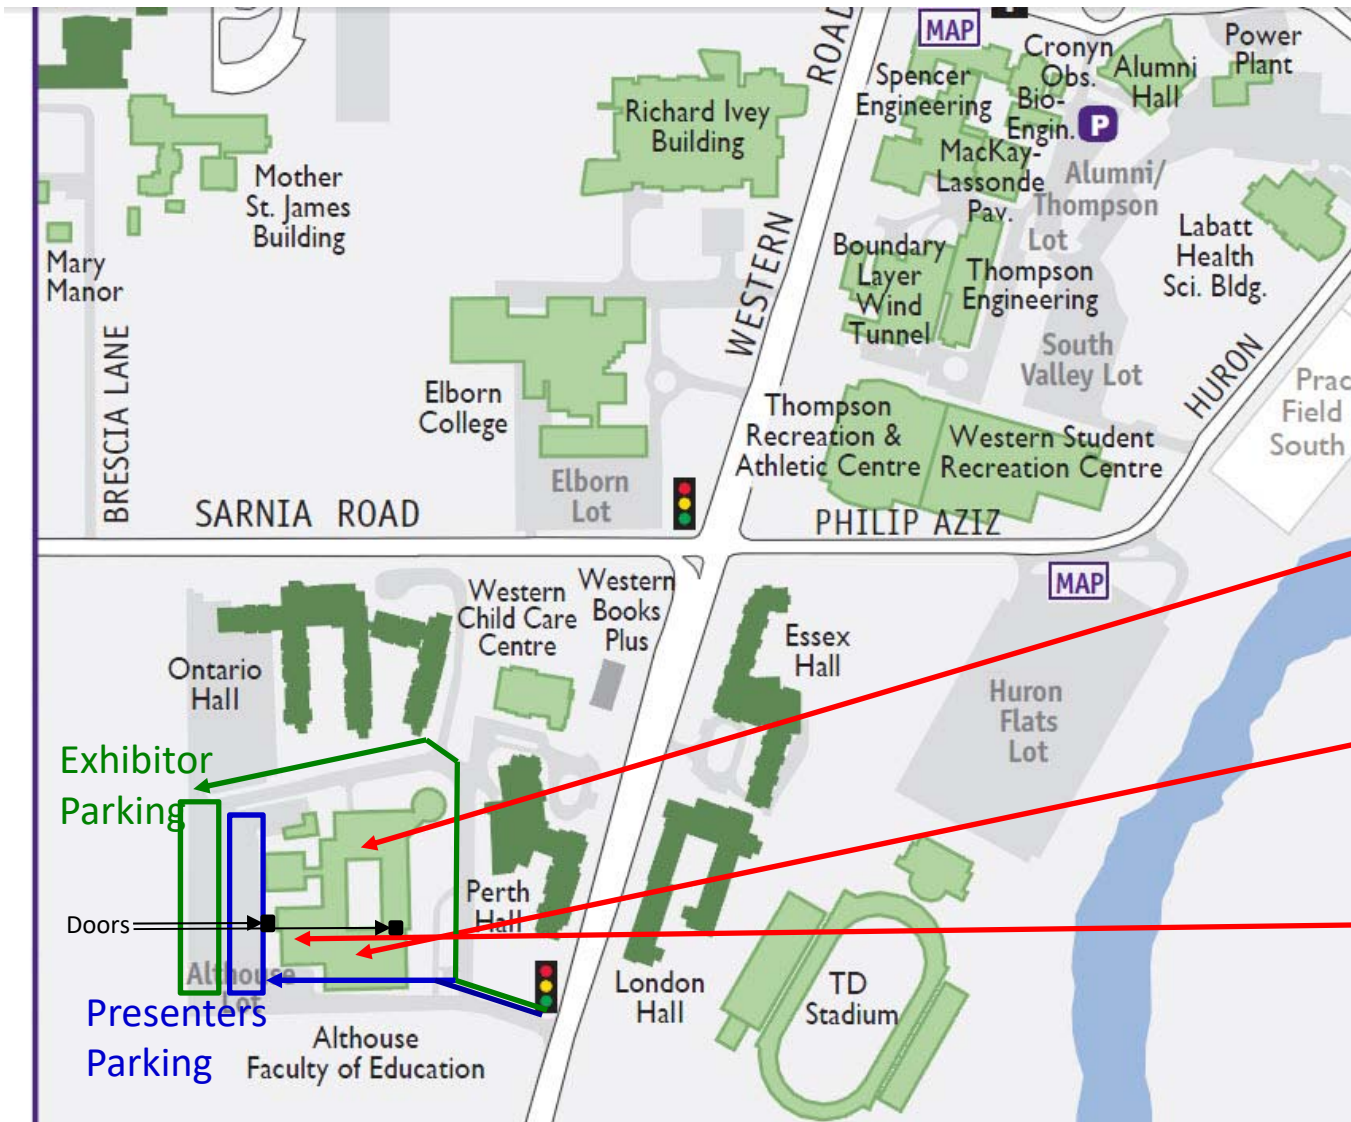 MAP
ROAD
Cronyn
Obs.
Power
Plant
Spencer
Engineering
Alumni
Hall
Bio-
Engin.
P
Richard Ivey
Building
MacKay-
Lassonde
Pav.
Alumni/
Thompson
Lot
Mother
St. James
Building
Labatt
Health
Sci. Bldg.
Mary
Manor
Boundary
Layer
Wind
Tunnel
Thompson
Engineering
WESTERN
South
Valley Lot
HURON
BRESCIA LANE
Elborn
College
Prac
Field
South
Thompson
Recreation &
Athletic Centre
Western Student
Recreation Centre
Elborn
Lot
SARNIA ROAD
PHILIP AZIZ
MAP
Western
Child Care
Centre
Western
Books
Plus
Essex
Hall
Ontario
Hall
Huron
Flats
Lot
Exhibitor
Parking
Perth
Hall
Doors
Althouse
Lot
London
Hall
TD
Stadium
Presenters
Parking
Althouse
Faculty of Education